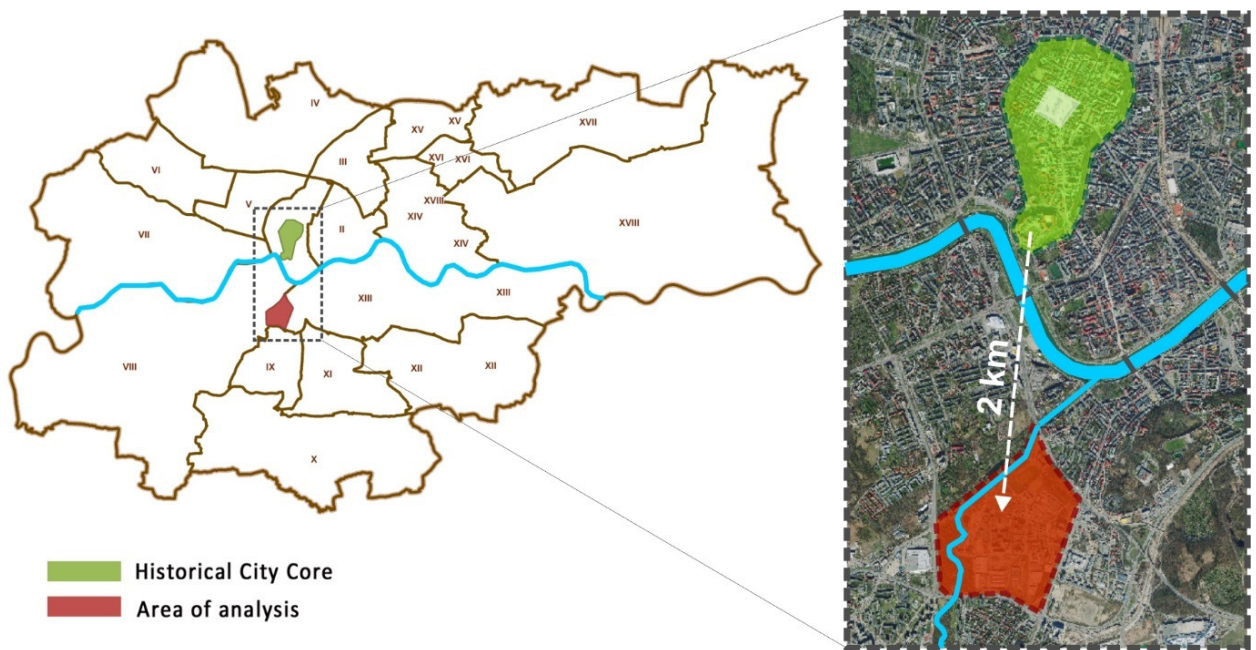 IV
XV
XV
XVII
III
XVI
XVI
VI
V
XVIII
XIV
II
XVIII
VII
XIV
XIII
XIII
VIII
IX
XI
XII
XII
X
2 km
Historical City Core
Area of analysis